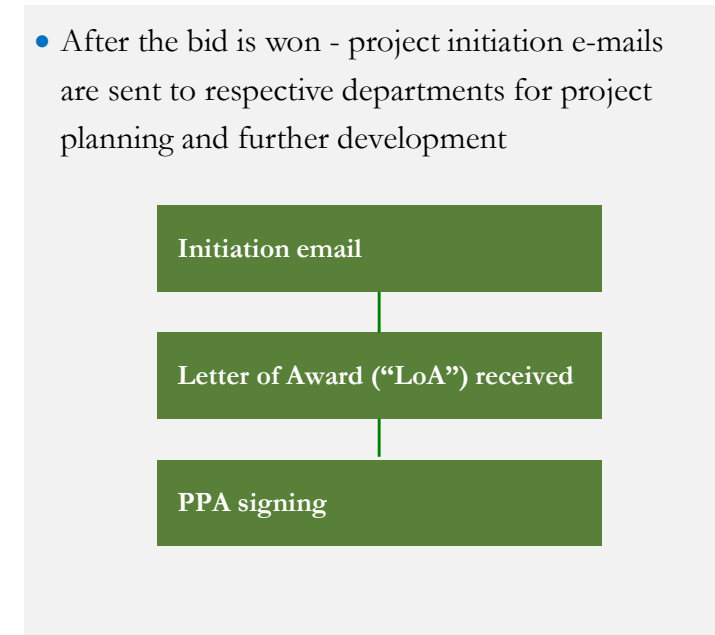 • After the bid is won - project initiation e-mails
are sent to respective departments for project
planning and further development
Initiation email
Letter of Award (“LoA”) received
PPA signing